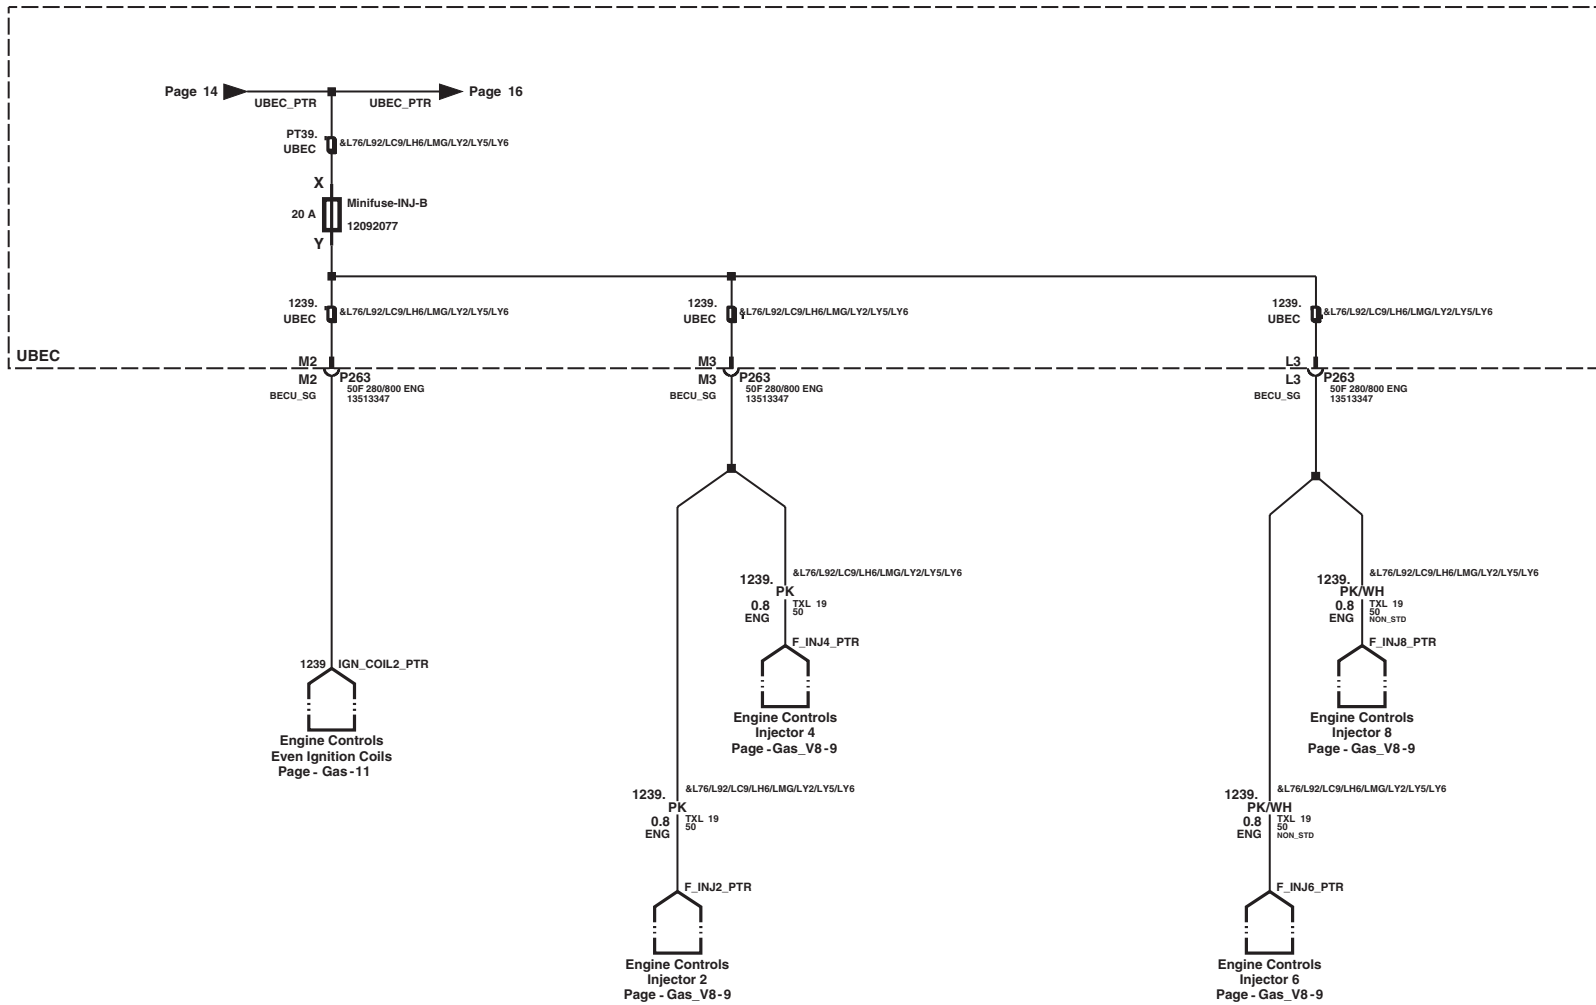 Page 14
UBEC_PTR
UBEC_PTR
Page 16
PT39.
UBEC
&L76/L92/LC9/LH6/LMG/LY2/LY5/LY6
X
20 A
Minifuse-INJ-B
12092077
Y
1239.
UBEC
&L76/L92/LC9/LH6/LMG/LY2/LY5/LY6
1239.
UBEC
&L76/L92/LC9/LH6/LMG/LY2/LY5/LY6
1239.
UBEC
&L76/L92/LC9/LH6/LMG/LY2/LY5/LY6
UBEC
M2
M2
BECU_SG
P263
50F 280/800 ENG
13513347
M3
M3
BECU_SG
P263
50F 280/800 ENG
13513347
L3
L3
BECU_SG
P263
50F 280/800 ENG
13513347
&L76/L92/LC9/LH6/LMG/LY2/LY5/LY6
1239.
PK
0.8
ENG
TXL 19
50
F_INJ4_PTR
Engine Controls
Injector 4
Page - Gas_V8-9
&L76/L92/LC9/LH6/LMG/LY2/LY5/LY6
1239.
PK/WH
0.8
ENG
TXL 19
50
NON_STD
F_INJ8_PTR
Engine Controls
Injector 8
Page - Gas_V8-9
1239
IGN_COIL2_PTR
Engine Controls
Even Ignition Coils
Page - Gas-11
&L76/L92/LC9/LH6/LMG/LY2/LY5/LY6
1239.
PK
0.8
ENG
TXL 19
50
F_INJ2_PTR
Engine Controls
Injector 2
Page - Gas_V8-9
&L76/L92/LC9/LH6/LMG/LY2/LY5/LY6
1239.
PK/WH
0.8
ENG
TXL 19
50
NON_STD
F_INJ6_PTR
Engine Controls
Injector 6
Page - Gas_V8-9